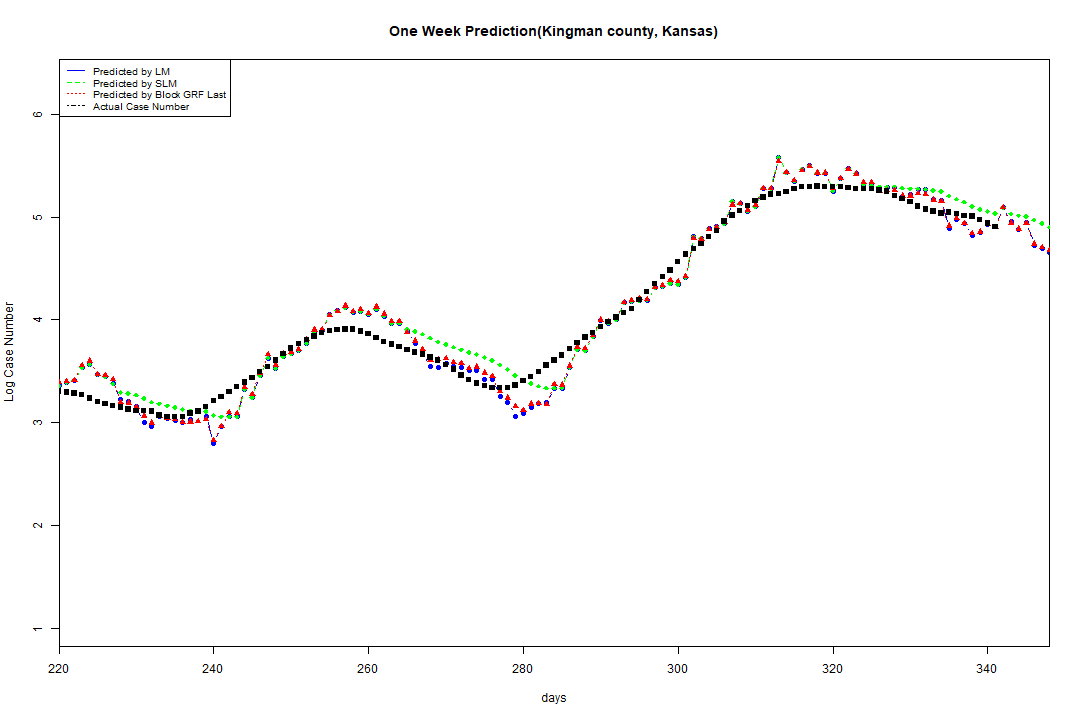 One Week Prediction(Kingman county, Kansas)
Predicted by LM
Predicted by SLM
Predicted by Block GRF Last
Actual Case Number
6
5
4
3
2
1
Log Case Number
220
240
260
280
300
320
340
days